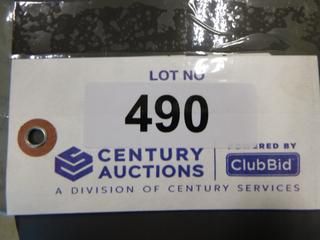 LOT NO
490
CENTURY AUCTIONS
POWERED BY
ClubBid
A DIVISION OF CENTURY SERVICES